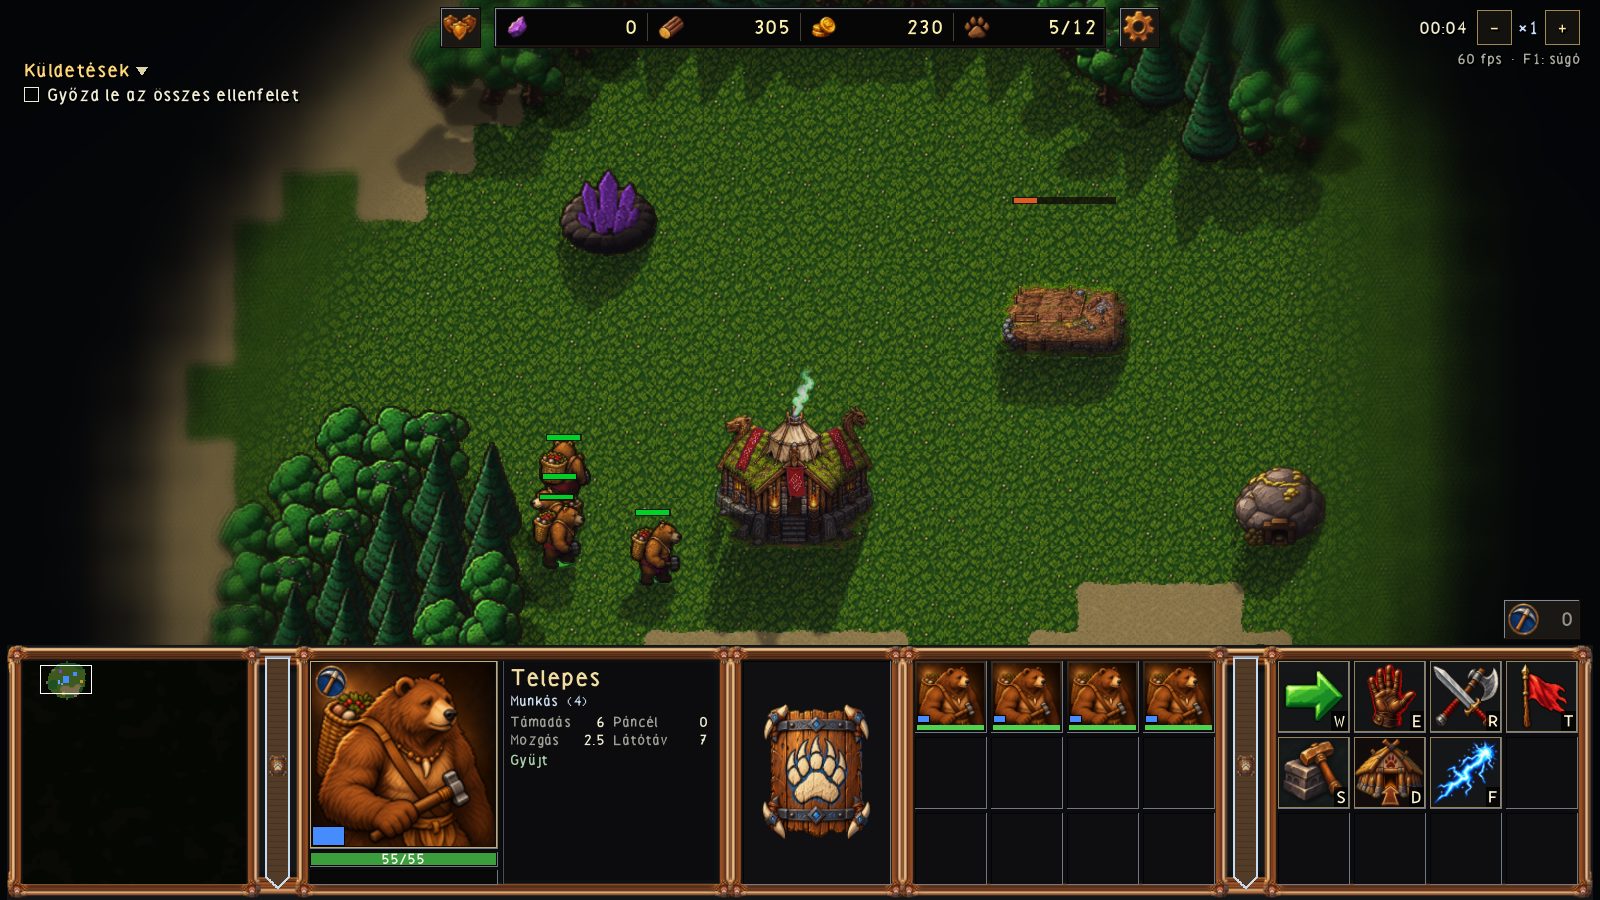 0 305 230 5/12
00:04 - ×1 +
60 fps · F1: súgó
Küldetések
Győzd le az összes ellenfelet
0
Telepes
Munkás (4)
Támadás 6 Páncél 0
Mozgás 2.5 Látótáv 7
Gyűjt
55/55
W E R T
S D F